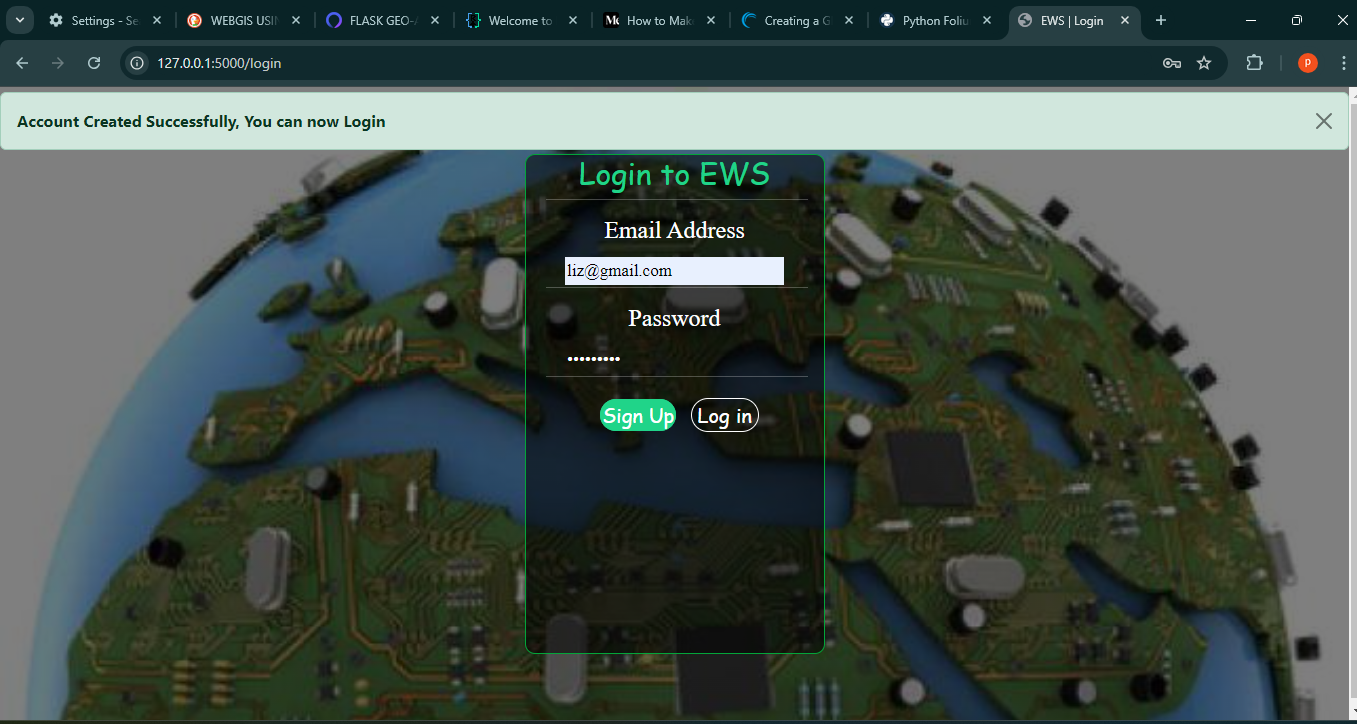 Settings - Se
WEBGIS USIN
FLASK GEO-A
Welcome to
How to Mak
Creating a G
Python Foliu
EWS | Login
127.0.0.1:5000/login
p
Account Created Successfully, You can now Login
Login to EWS
Email Address
liz@gmail.com
Password
Sign Up
Log in